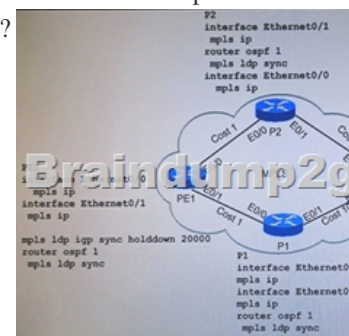 ?
P2
interface Ethernet0/1
mpls ip
router ospf 1
mpls ldp sync
interface Ethernet0/0
mpls ip
Cost 1
E0/0
P2
E0/1
mpls ip
interface Ethernet0/1
mpls ip
PE1
E0/1
Cost 1
E0/0
E0/1
P1
mpls ldp igp sync holddown 20000
router ospf 1
mpls ldp sync
P1
interface Ethernet0
mpls ip
interface Ethernet0
mpls ip
router ospf 1
mpls ldp sync